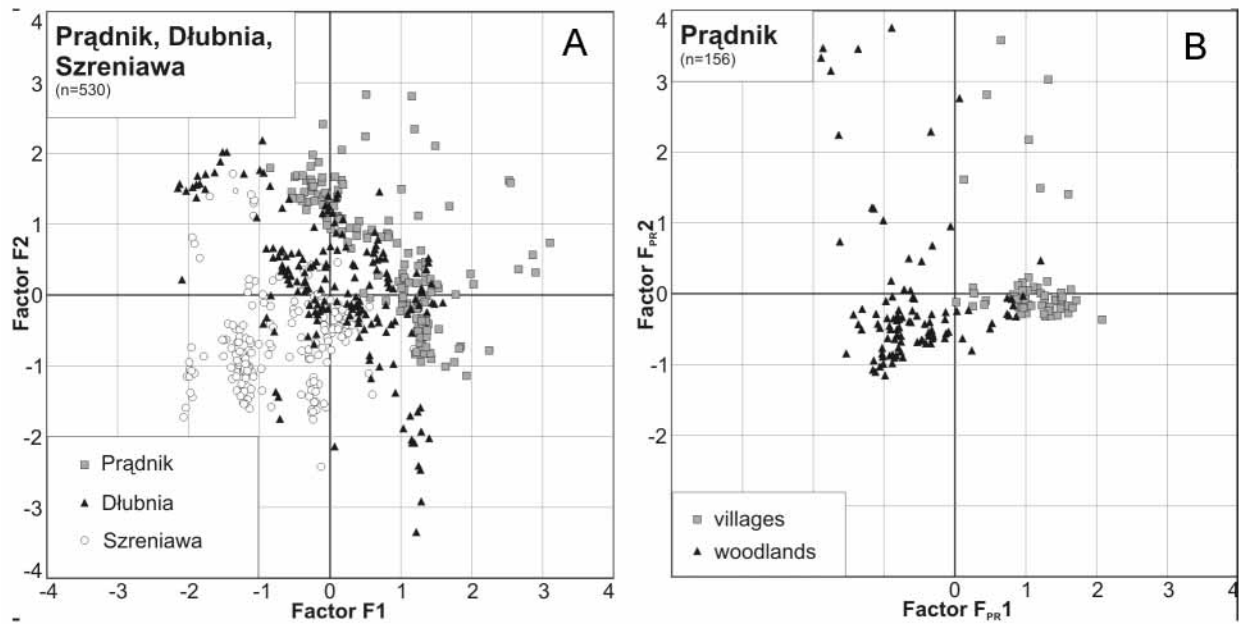 Prądnik, Dłubnia,
Szreniawa
(n=530)
A
4
3
2
1
0
-1
-2
-3
-4
Factor F2
Prądnik
Dłubnia
Szreniawa
-4 -3 -2 -1 0 1 2 3 4
Factor F1
Prądnik
(n=156)
B
4
3
2
1
0
-1
-2
Factor FPR2
villages
woodlands
0 1 2 3 4
Factor FPR1